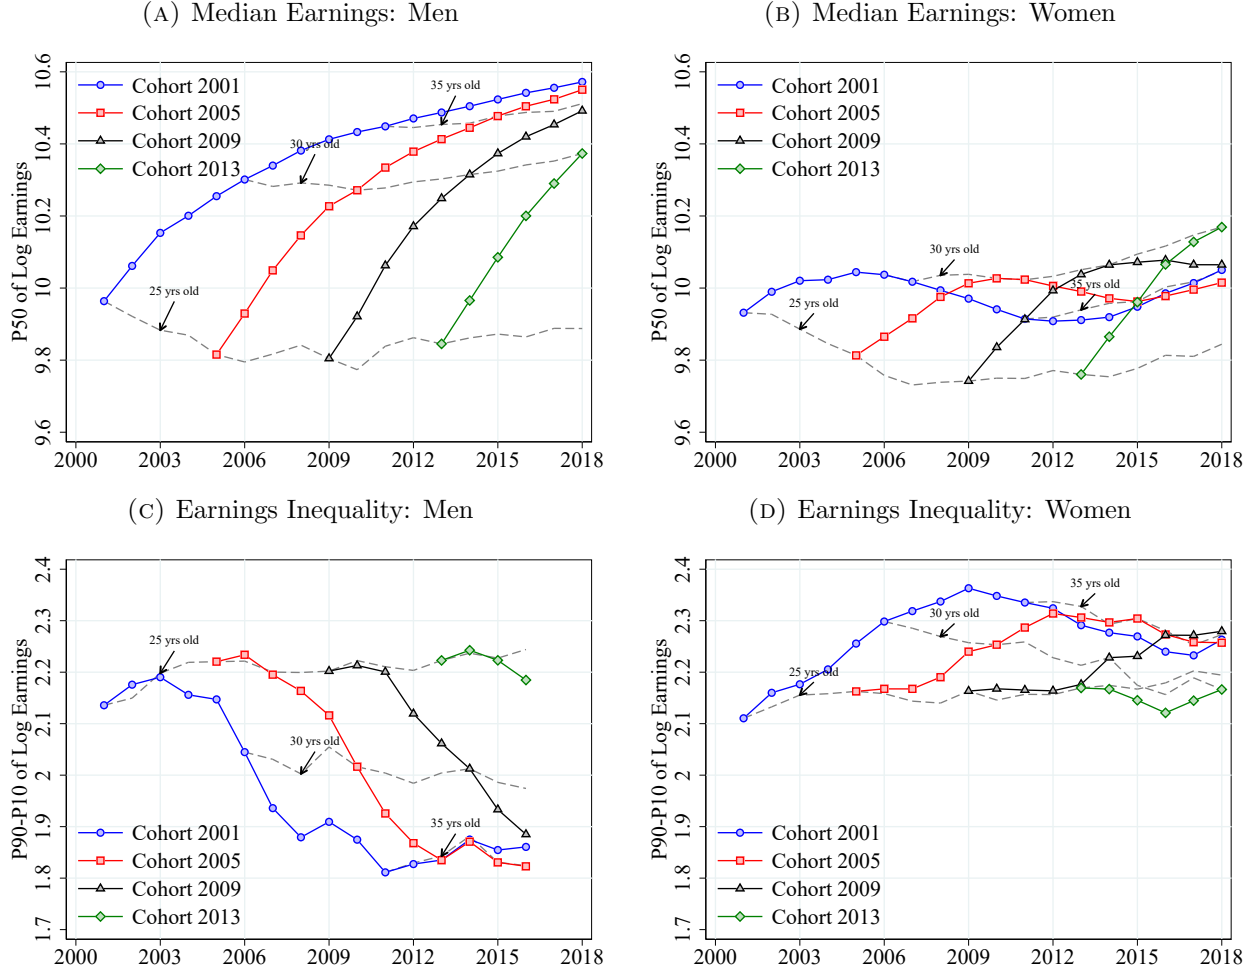 (A) Median Earnings: Men
P50 of Log Earnings
10.6
10.4
10.2
10
9.8
9.6
Cohort 2001
Cohort 2005
Cohort 2009
Cohort 2013
35 yrs old
30 yrs old
25 yrs old
2000 2003 2006 2009 2012 2015 2018
(B) Median Earnings: Women
P50 of Log Earnings
10.6
10.4
10.2
10
9.8
9.6
Cohort 2001
Cohort 2005
Cohort 2009
Cohort 2013
30 yrs old
35 yrs old
25 yrs old
2000 2003 2006 2009 2012 2015 2018
(C) Earnings Inequality: Men
P90-P10 of Log Earnings
2.4
2.3
2.2
2.1
2
1.9
1.8
1.7
25 yrs old
30 yrs old
35 yrs old
Cohort 2001
Cohort 2005
Cohort 2009
Cohort 2013
2000 2003 2006 2009 2012 2015 2018
(D) Earnings Inequality: Women
P90-P10 of Log Earnings
2.4
2.3
2.2
2.1
2
1.9
1.8
1.7
35 yrs old
30 yrs old
25 yrs old
Cohort 2001
Cohort 2005
Cohort 2009
Cohort 2013
2000 2003 2006 2009 2012 2015 2018